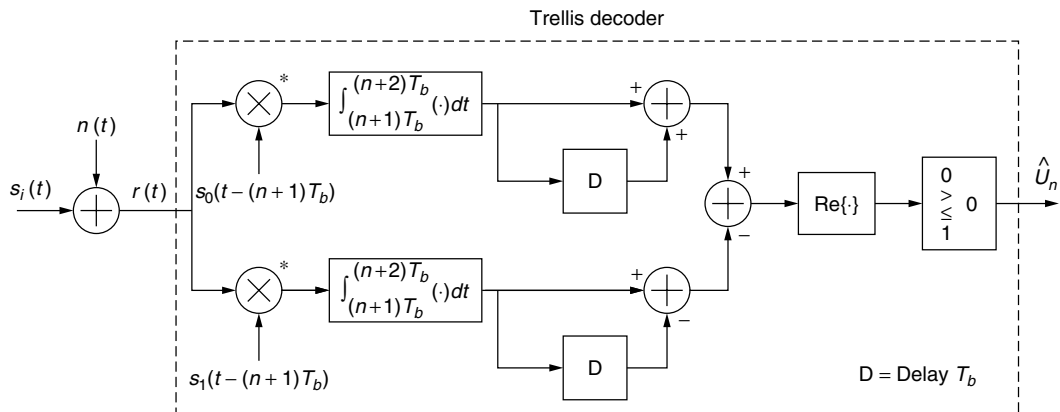 Trellis decoder
n(t)
s_i(t)
r(t)
*
s_0(t−(n+1)T_b)
∫_{(n+1)T_b}^{(n+2)T_b}(·)dt
+
+
D
*
s_1(t−(n+1)T_b)
∫_{(n+1)T_b}^{(n+2)T_b}(·)dt
+
−
D
+
−
Re{·}
0
>
≤ 0
1
Û_n
D = Delay T_b